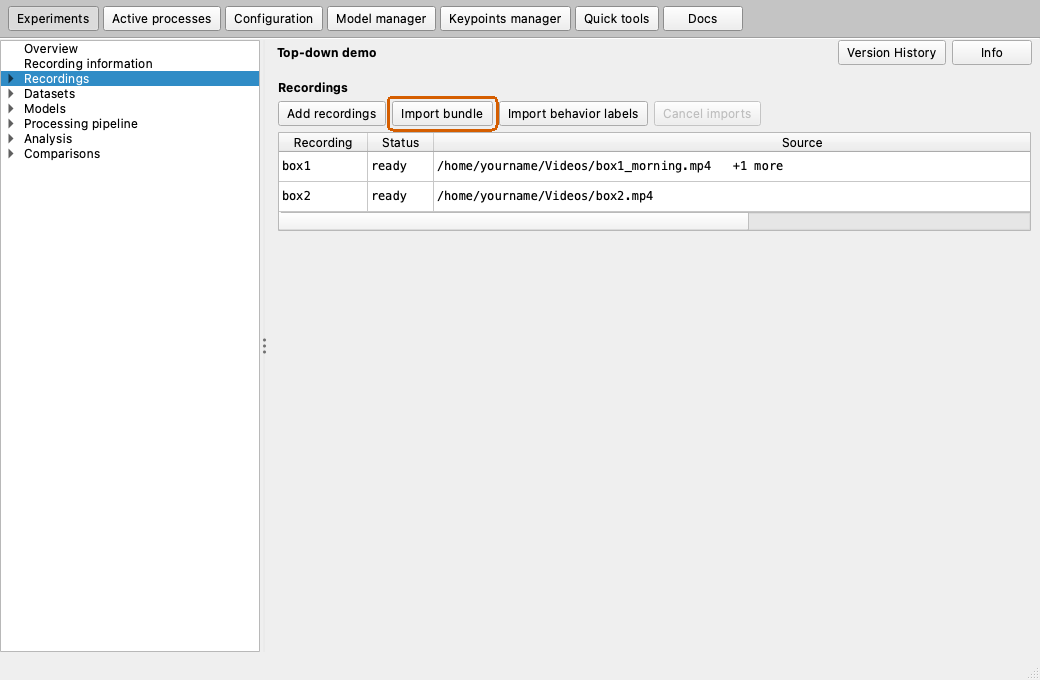 Experiments Active processes Configuration Model manager Keypoints manager Quick tools Docs
Overview
Recording information
Recordings
Datasets
Models
Processing pipeline
Analysis
Comparisons
Top-down demo Version History Info
Recordings
Add recordings Import bundle Import behavior labels Cancel imports
Recording Status Source
box1 ready /home/yourname/Videos/box1_morning.mp4 +1 more
box2 ready /home/yourname/Videos/box2.mp4